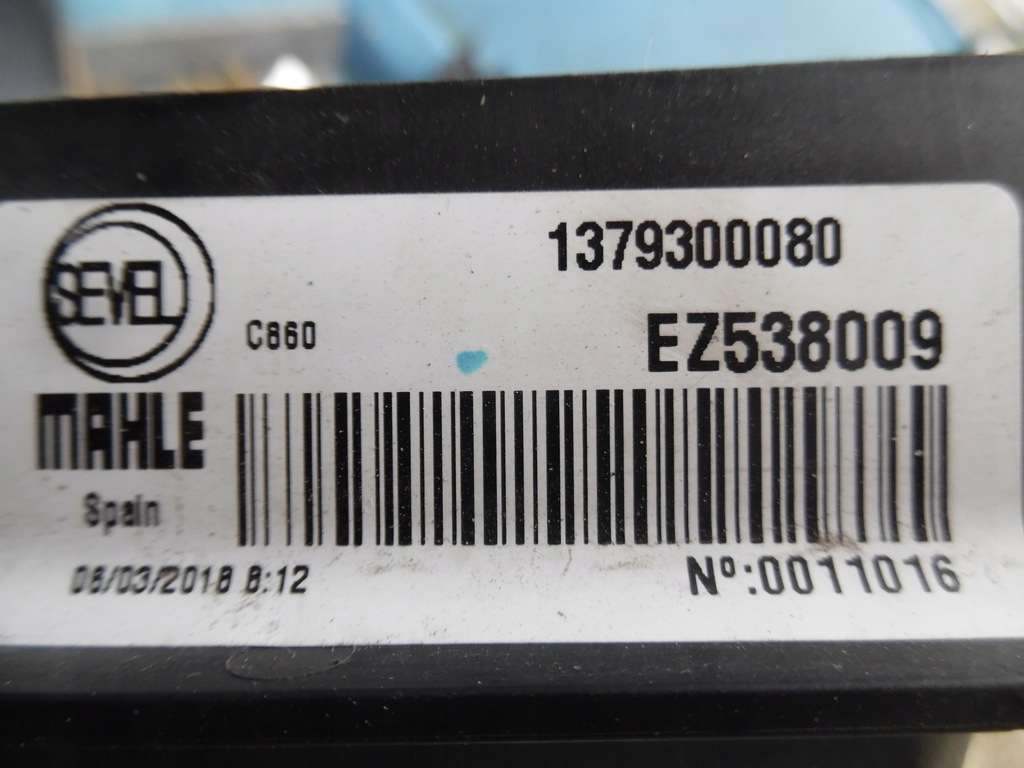 SEVEL
1379300080
C860
EZ538009
MAHLE
Spain
08/03/2018 8:12
Nº:0011016